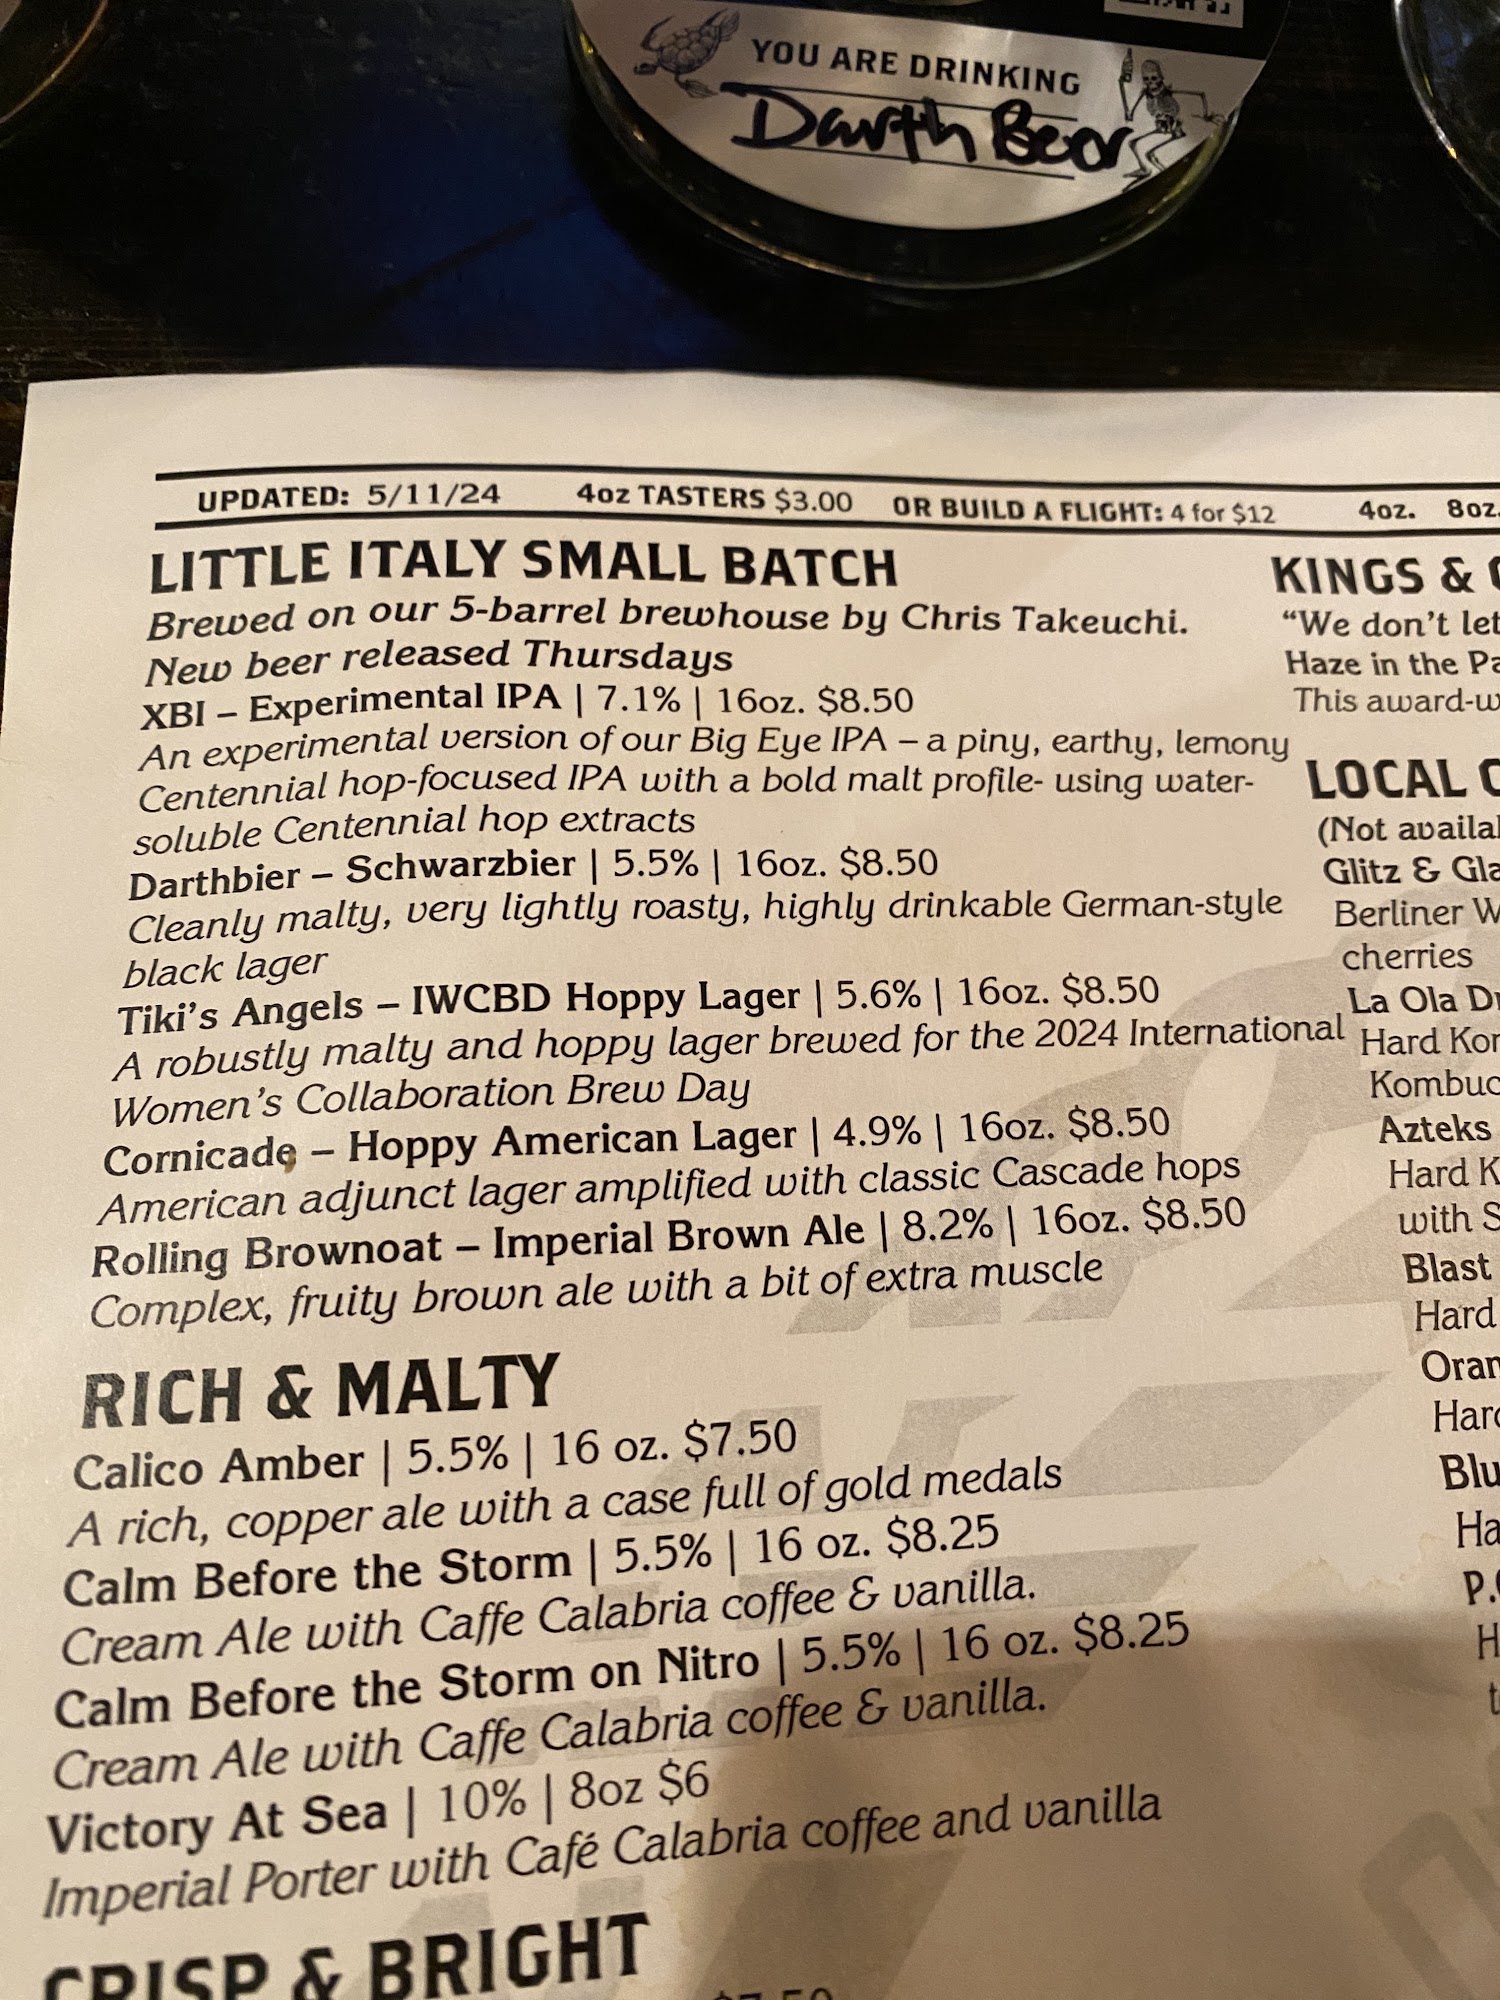 YOU ARE DRINKING
Darth Beer
UPDATED: 5/11/24 4oz TASTERS $3.00 OR BUILD A FLIGHT: 4 for $12 4oz. 8oz.
LITTLE ITALY SMALL BATCH
Brewed on our 5-barrel brewhouse by Chris Takeuchi.
New beer released Thursdays
XBI – Experimental IPA | 7.1% | 16oz. $8.50
An experimental version of our Big Eye IPA – a piny, earthy, lemony
Centennial hop-focused IPA with a bold malt profile- using water-
soluble Centennial hop extracts
Darthbier – Schwarzbier | 5.5% | 16oz. $8.50
Cleanly malty, very lightly roasty, highly drinkable German-style
black lager
Tiki's Angels – IWCBD Hoppy Lager | 5.6% | 16oz. $8.50
A robustly malty and hoppy lager brewed for the 2024 International
Women's Collaboration Brew Day
Cornicade – Hoppy American Lager | 4.9% | 16oz. $8.50
American adjunct lager amplified with classic Cascade hops
Rolling Brownoat – Imperial Brown Ale | 8.2% | 16oz. $8.50
Complex, fruity brown ale with a bit of extra muscle
RICH & MALTY
Calico Amber | 5.5% | 16 oz. $7.50
A rich, copper ale with a case full of gold medals
Calm Before the Storm | 5.5% | 16 oz. $8.25
Cream Ale with Caffe Calabria coffee & vanilla.
Calm Before the Storm on Nitro | 5.5% | 16 oz. $8.25
Cream Ale with Caffe Calabria coffee & vanilla.
Victory At Sea | 10% | 8oz $6
Imperial Porter with Café Calabria coffee and vanilla
CRISP & BRIGHT
KINGS &
"We don't let
Haze in the
This
LOCAL
(Not
Glitz &
Berliner
cherries
La Ola
Hard
Azteks
Hard
with
Blast
Hard